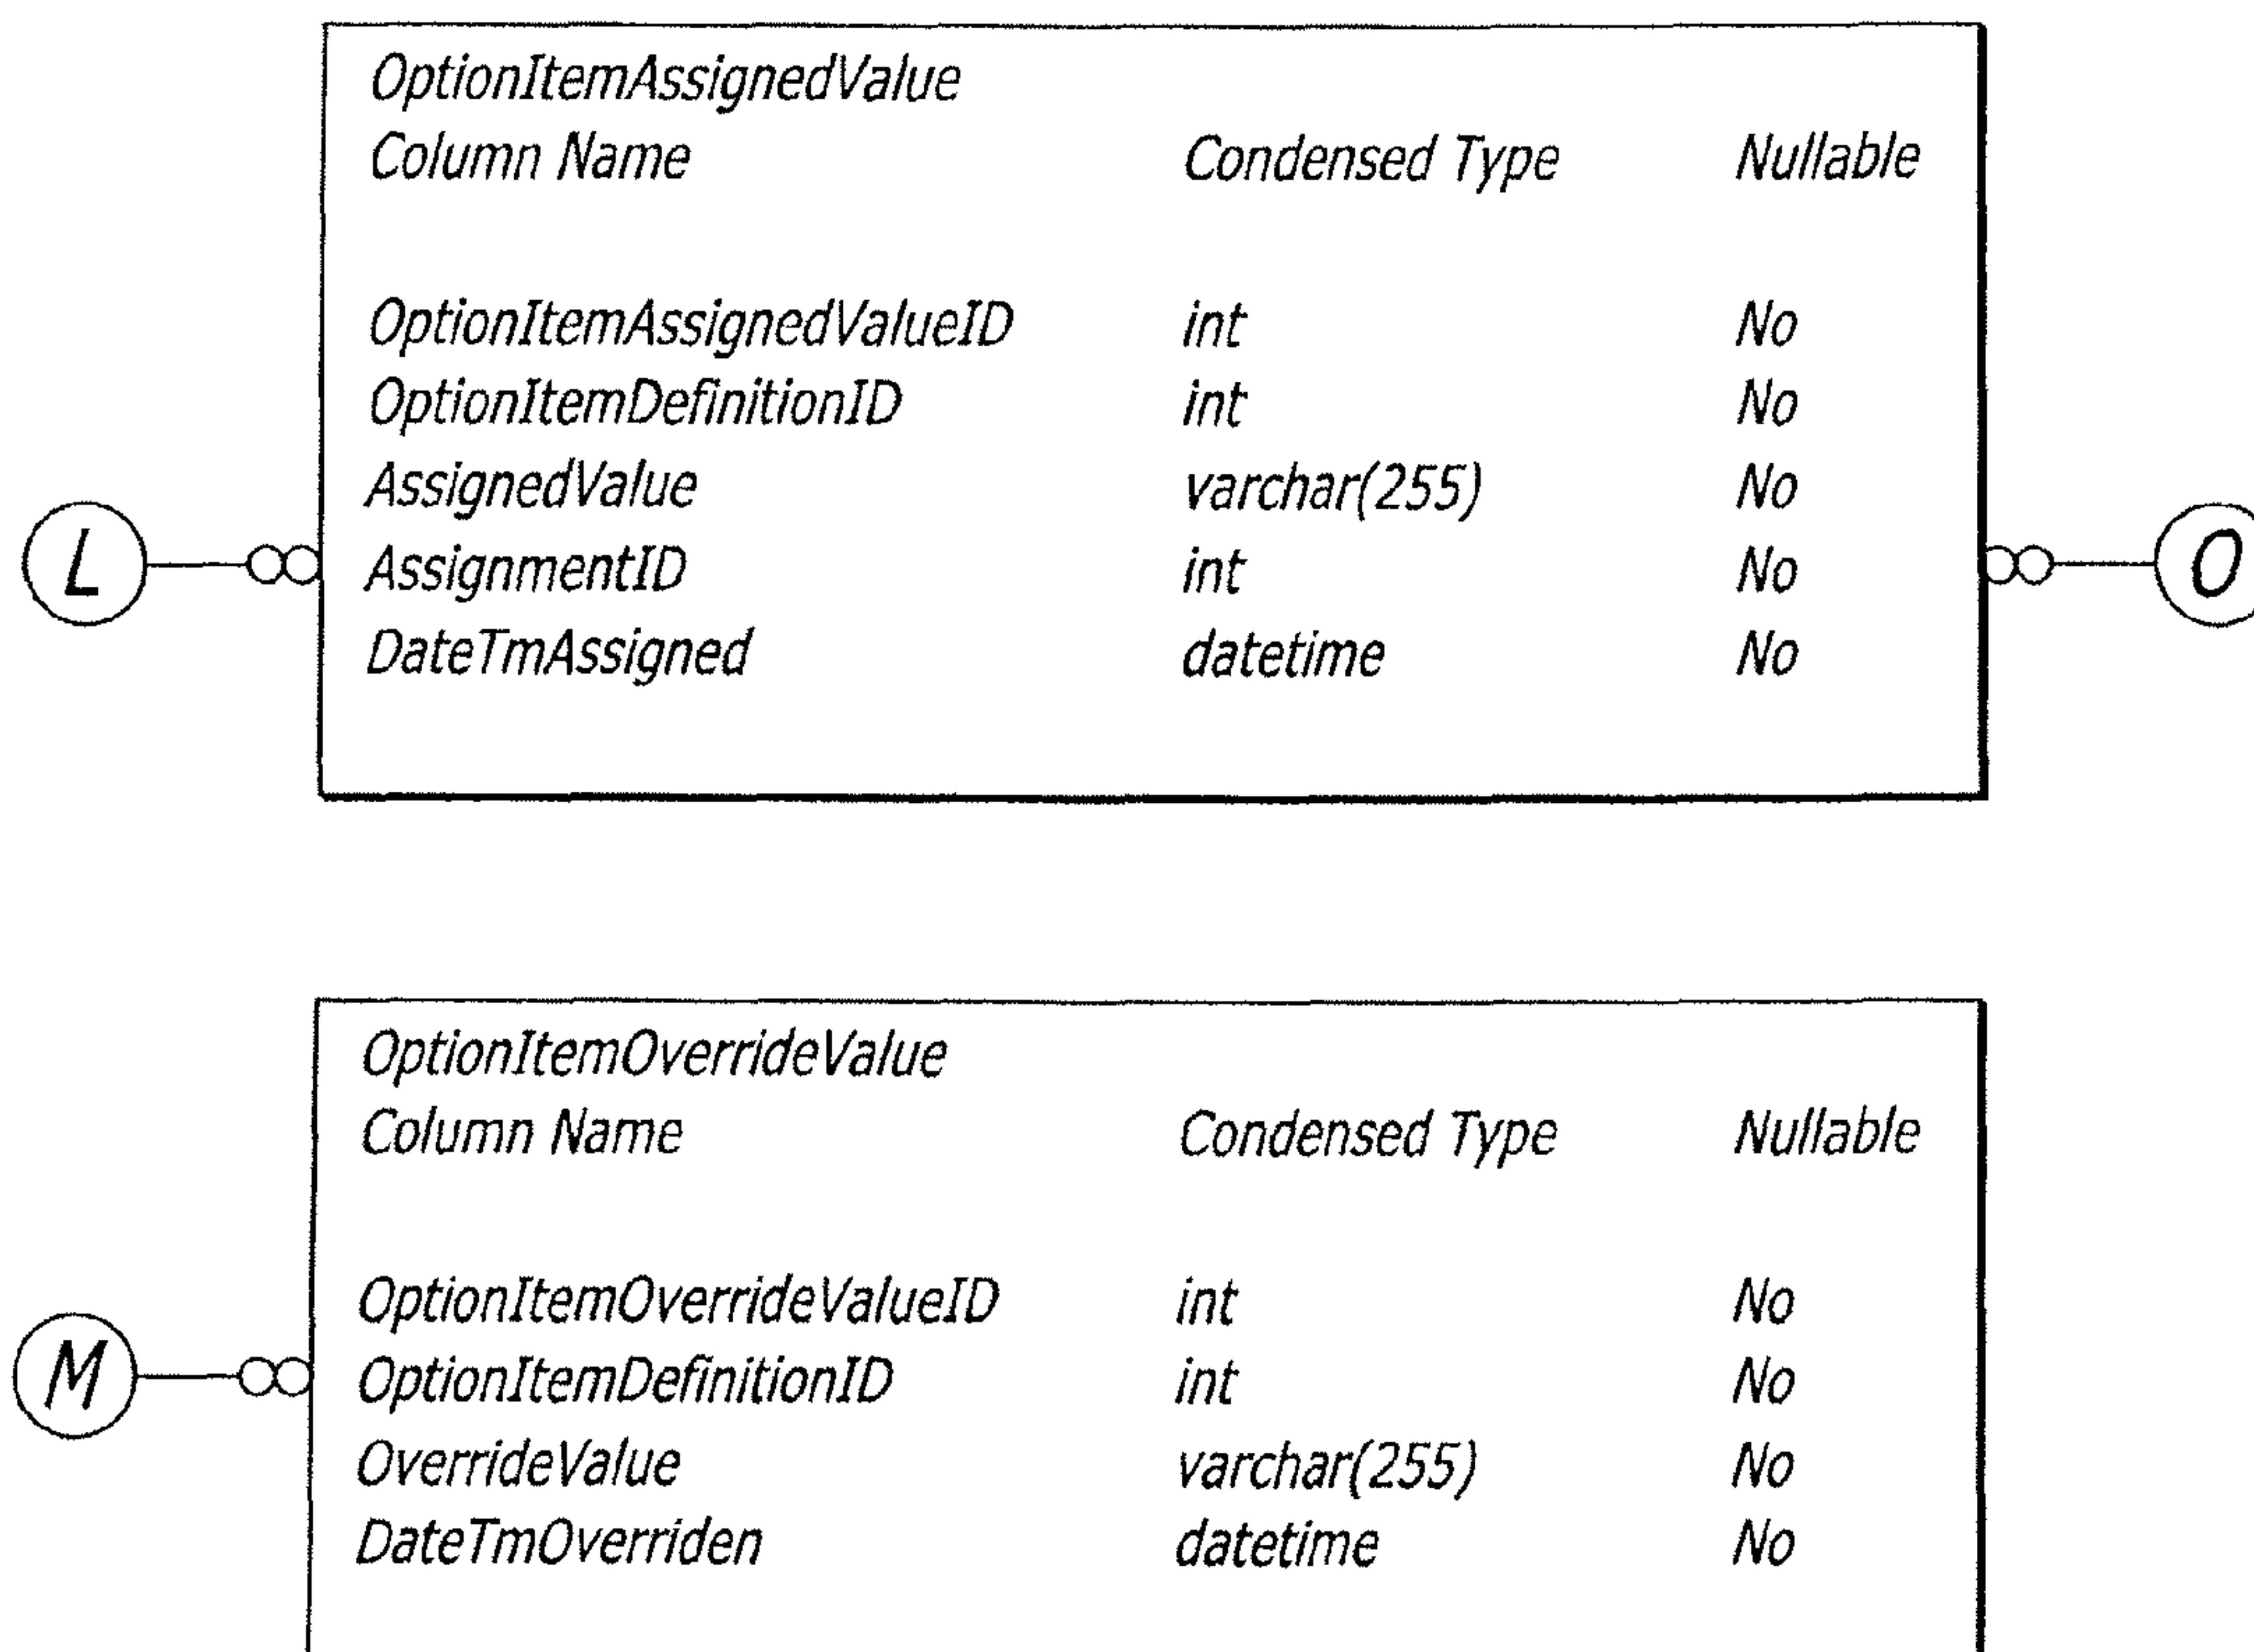 OptionItemAssignedValue
Column Name Condensed Type Nullable
OptionItemAssignedValueID int No
OptionItemDefinitionID int No
AssignedValue varchar(255) No
L AssignmentID int No O
DateTmAssigned datetime No
OptionItemOverrideValue
Column Name Condensed Type Nullable
OptionItemOverrideValueID int No
M OptionItemDefinitionID int No
OverrideValue varchar(255) No
DateTmOverriden datetime No